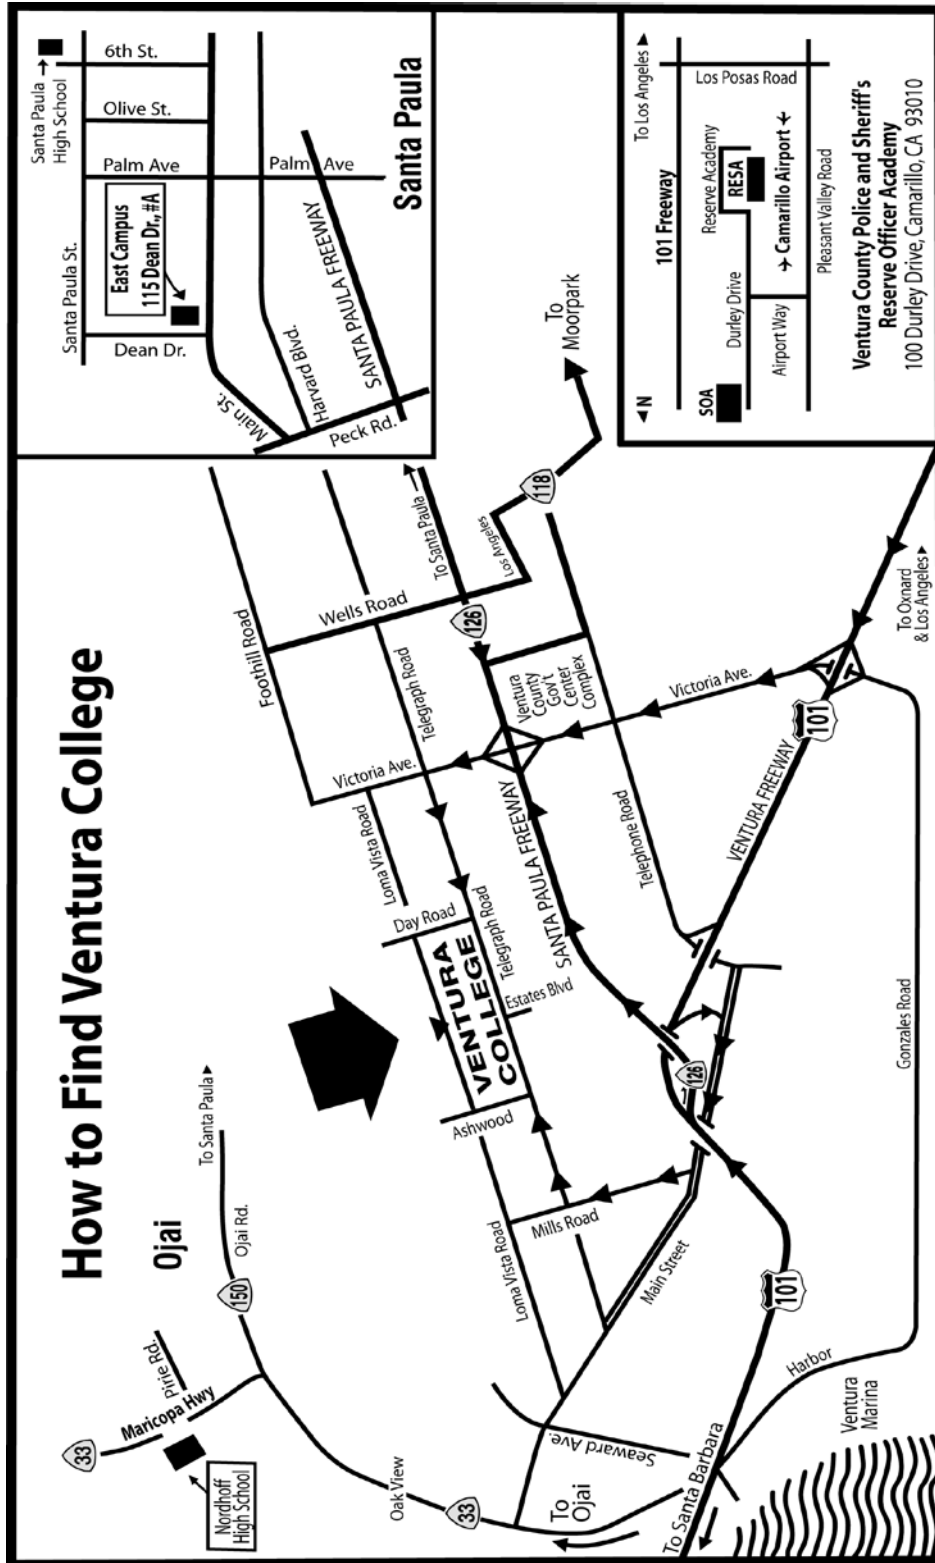 How to Find Ventura College
Ojai
To Santa Paula
Ojai Rd.
150
Pirie Rd.
Maricopa Hwy
33
Nordhoff
High School
Oak View
33
To
Ojai
Seaward Ave.
To Santa Barbara
Ventura
Marina
Harbor
101
Main Street
Mills Road
Loma Vista Road
Ashwood
VENTURA
COLLEGE
Estates Blvd
Telegraph Road
Day Road
Loma Vista Road
Victoria Ave.
Foothill Road
Wells Road
Telegraph Road
To Santa Paula
126
Los Angeles
118
To
Moorpark
Ventura
County
Gov't
Center
Complex
Victoria Ave.
SANTA PAULA FREEWAY
126
Telephone Road
VENTURA FREEWAY
101
Gonzales Road
To Oxnard
& Los Angeles
Santa Paula
Santa Paula
High School
6th St.
Olive St.
Palm Ave
Palm Ave
Santa Paula St.
East Campus
115 Dean Dr., #A
Dean Dr.
Main St.
Harvard Blvd.
SANTA PAULA FREEWAY
Peck Rd.
N
To Los Angeles
101 Freeway
Los Posas Road
Reserve Academy
RESA
SOA
Durley Drive
Camarillo Airport
Airport Way
Pleasant Valley Road
Ventura County Police and Sheriff's
Reserve Officer Academy
100 Durley Drive, Camarillo, CA 93010